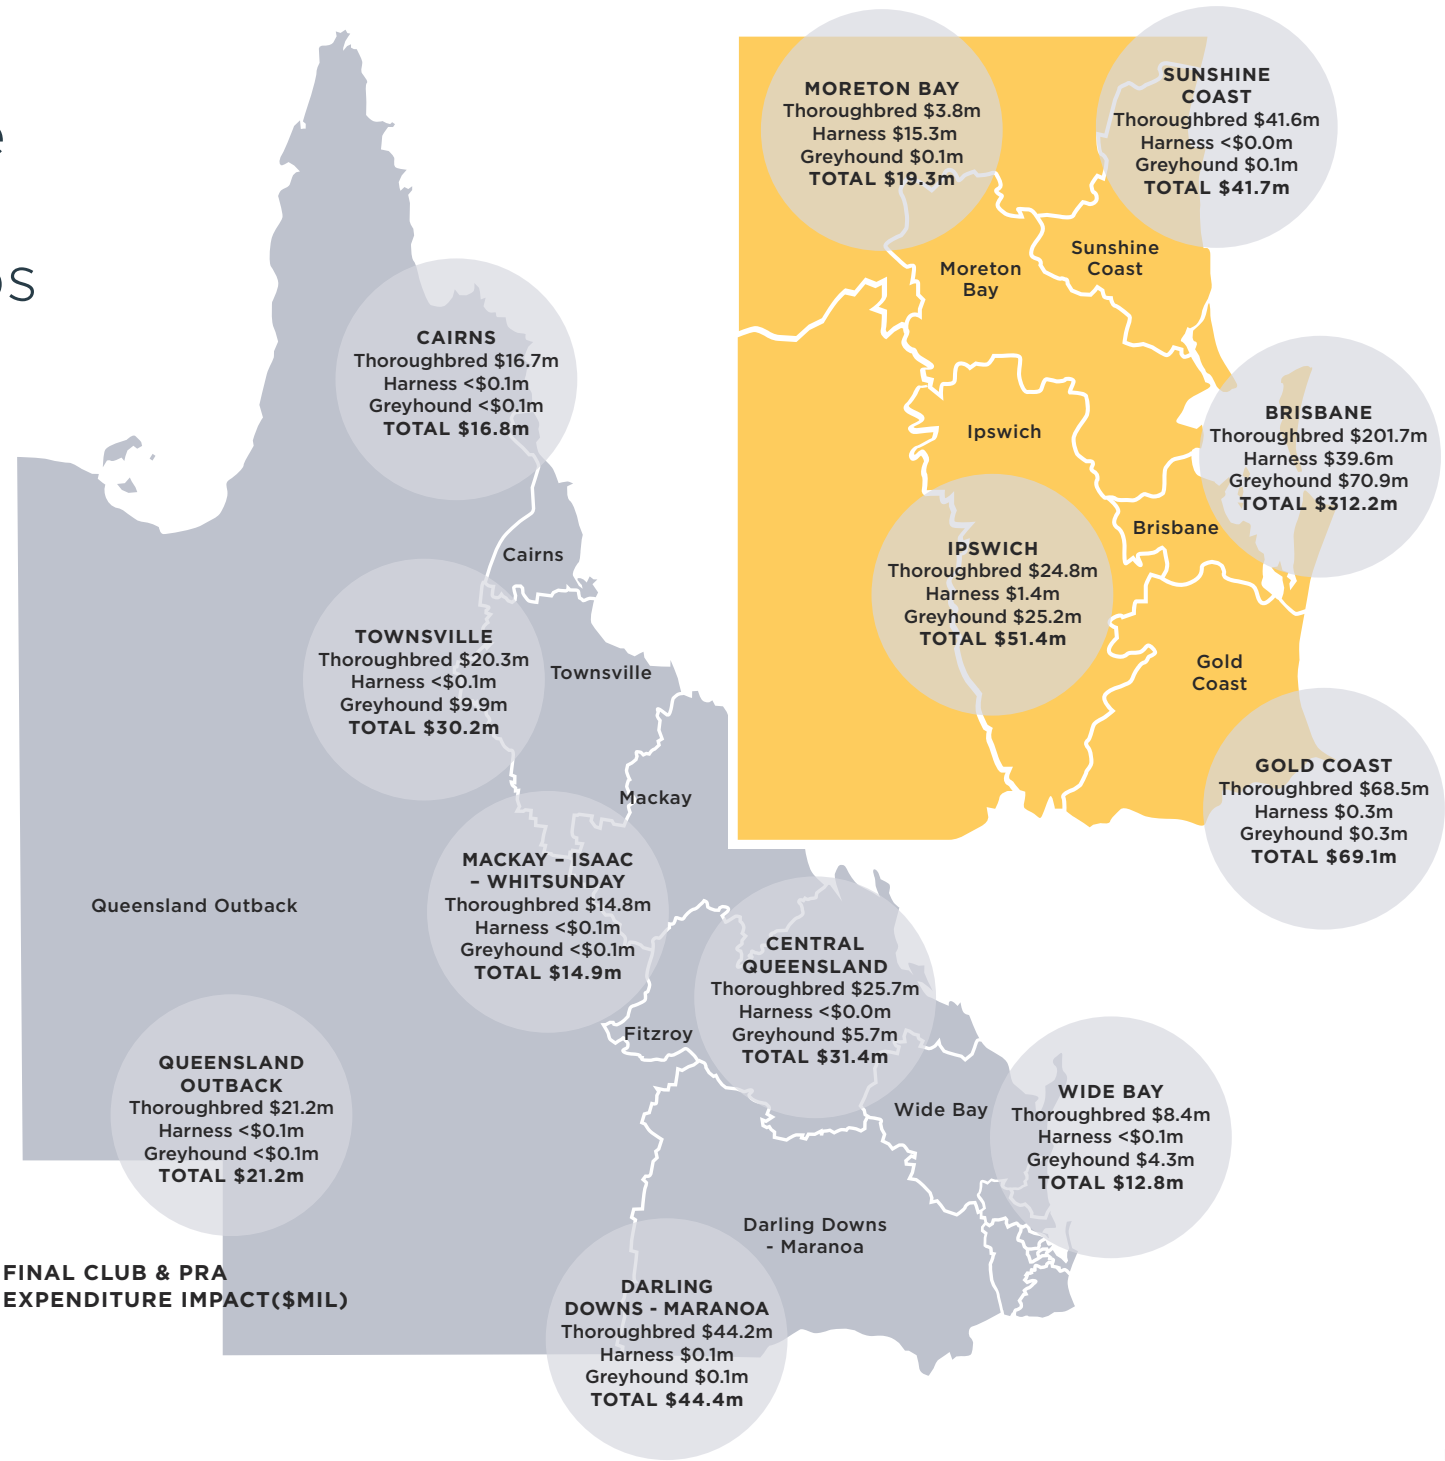 e
os
MORETON BAY
Thoroughbred $3.8m
Harness $15.3m
Greyhound $0.1m
TOTAL $19.3m
SUNSHINE
COAST
Thoroughbred $41.6m
Harness <$0.0m
Greyhound $0.1m
TOTAL $41.7m
Moreton
Bay
Sunshine
Coast
CAIRNS
Thoroughbred $16.7m
Harness <$0.1m
Greyhound <$0.1m
TOTAL $16.8m
Ipswich
BRISBANE
Thoroughbred $201.7m
Harness $39.6m
Greyhound $70.9m
TOTAL $312.2m
Brisbane
Cairns
IPSWICH
Thoroughbred $24.8m
Harness $1.4m
Greyhound $25.2m
TOTAL $51.4m
TOWNSVILLE
Thoroughbred $20.3m
Harness <$0.1m
Greyhound $9.9m
TOTAL $30.2m
Townsville
Gold
Coast
Mackay
GOLD COAST
Thoroughbred $68.5m
Harness $0.3m
Greyhound $0.3m
TOTAL $69.1m
MACKAY – ISAAC
– WHITSUNDAY
Thoroughbred $14.8m
Harness <$0.1m
Greyhound <$0.1m
TOTAL $14.9m
Queensland Outback
CENTRAL
QUEENSLAND
Thoroughbred $25.7m
Harness <$0.0m
Greyhound $5.7m
TOTAL $31.4m
Fitzroy
QUEENSLAND
OUTBACK
Thoroughbred $21.2m
Harness <$0.1m
Greyhound <$0.1m
TOTAL $21.2m
Wide Bay
WIDE BAY
Thoroughbred $8.4m
Harness <$0.1m
Greyhound $4.3m
TOTAL $12.8m
Darling Downs
- Maranoa
FINAL CLUB & PRA
EXPENDITURE IMPACT($MIL)
DARLING
DOWNS - MARANOA
Thoroughbred $44.2m
Harness $0.1m
Greyhound $0.1m
TOTAL $44.4m